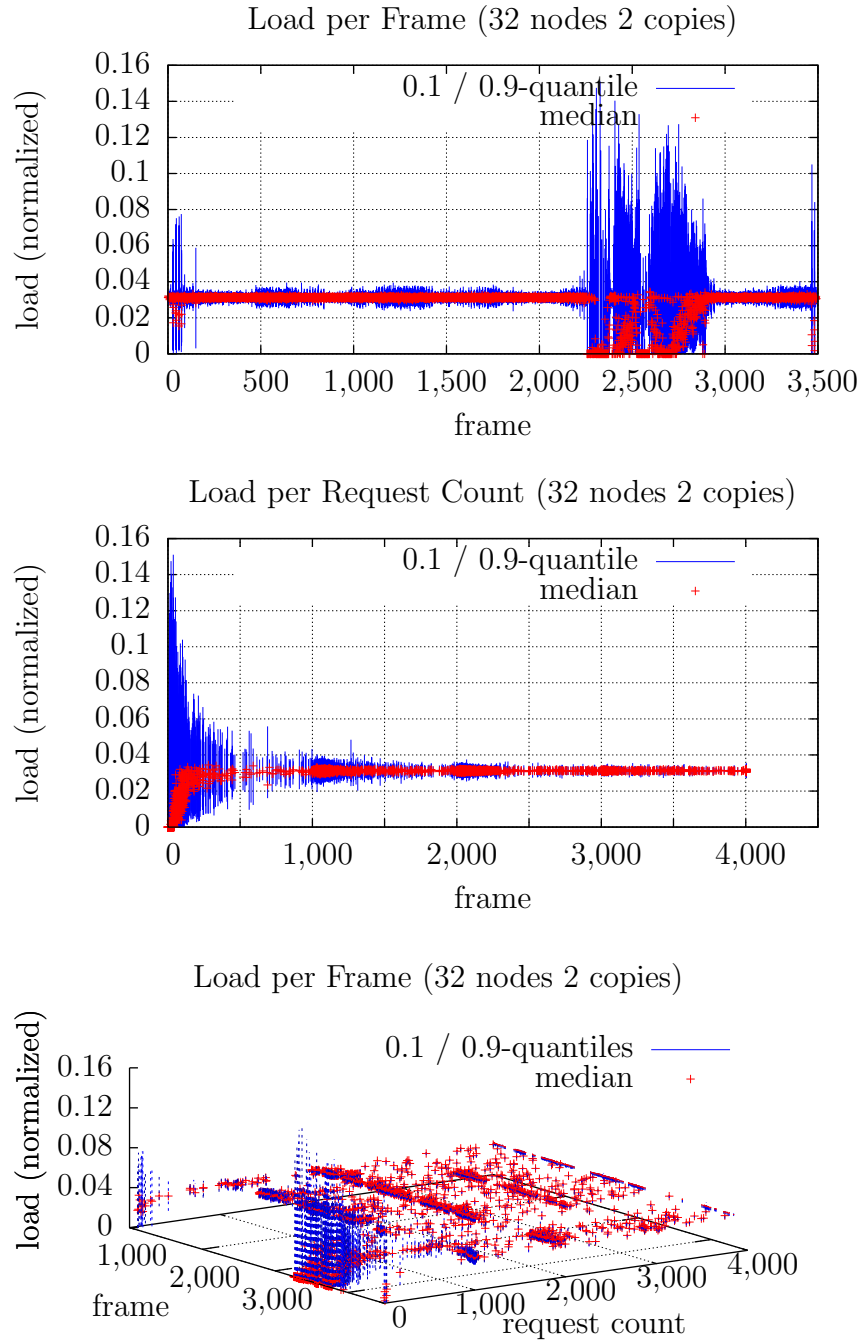 Load per Frame (32 nodes 2 copies)
load (normalized)
0.16
0.14
0.12
0.1
0.08
0.06
0.04
0.02
0
0.1 / 0.9-quantile
median
0 500 1,000 1,500 2,000 2,500 3,000 3,500
frame
Load per Request Count (32 nodes 2 copies)
load (normalized)
0.16
0.14
0.12
0.1
0.08
0.06
0.04
0.02
0
0.1 / 0.9-quantile
median
0 1,000 2,000 3,000 4,000
frame
Load per Frame (32 nodes 2 copies)
load (normalized)
0.16
0.12
0.08
0.04
0
0.1 / 0.9-quantiles
median
1,000 2,000 3,000
frame
0 1,000 2,000 3,000 4,000
request count